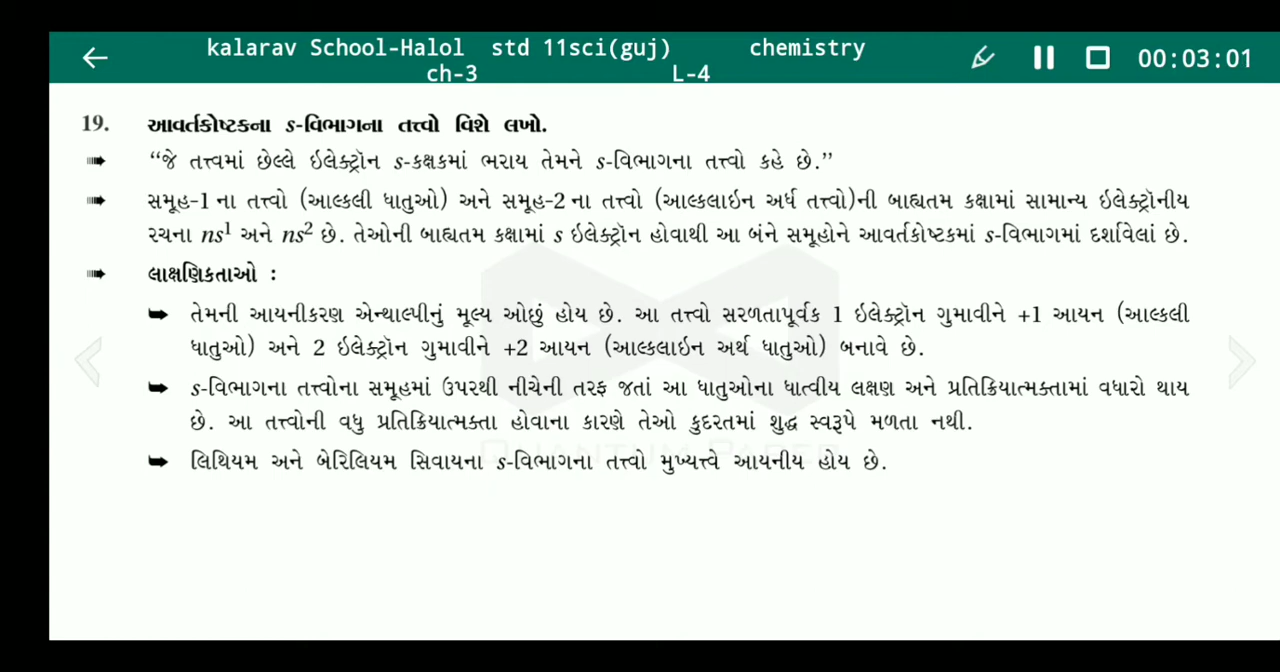 kalarav School-Halol std 11sci(guj) chemistry
ch-3 L-4
00:03:01
19. આવર્તકોષ્ટકના s-વિભાગના તત્ત્વો વિશે લખો.
“જે તત્ત્વમાં છેલ્લે ઇલેક્ટ્રૉન s-કક્ષકમાં ભરાય તેમને s-વિભાગના તત્ત્વો કહે છે.”
સમૂહ-1 ના તત્ત્વો (આલ્કલી ધાતુઓ) અને સમૂહ-2 ના તત્ત્વો (આલ્કલાઇન અર્ધ તત્ત્વો)ની બાહ્યતમ કક્ષામાં સામાન્ય ઇલેક્ટ્રૉનીય
રચના ns¹ અને ns² છે. તેઓની બાહ્યતમ કક્ષામાં s ઇલેક્ટ્રૉન હોવાથી આ બંને સમૂહોને આવર્તકોષ્ટકમાં s-વિભાગમાં દર્શાવેલાં છે.
લાક્ષણિકતાઓ :
તેમની આયનીકરણ એન્થાલ્પીનું મૂલ્ય ઓછું હોય છે. આ તત્ત્વો સરળતાપૂર્વક 1 ઇલેક્ટ્રૉન ગુમાવીને +1 આયન (આલ્કલી
ધાતુઓ) અને 2 ઇલેક્ટ્રૉન ગુમાવીને +2 આયન (આલ્કલાઇન અર્થ ધાતુઓ) બનાવે છે.
s-વિભાગના તત્ત્વોના સમૂહમાં ઉપરથી નીચેની તરફ જતાં આ ધાતુઓના ધાત્વીય લક્ષણ અને પ્રતિક્રિયાત્મક્તામાં વધારો થાય
છે. આ તત્ત્વોની વધુ પ્રતિક્રિયાત્મક્તા હોવાના કારણે તેઓ કુદરતમાં શુદ્ધ સ્વરૂપે મળતા નથી.
QUANTUM PAPER
લિથિયમ અને બેરિલિયમ સિવાયના s-વિભાગના તત્ત્વો મુખ્યત્ત્વે આયનીય હોય છે.